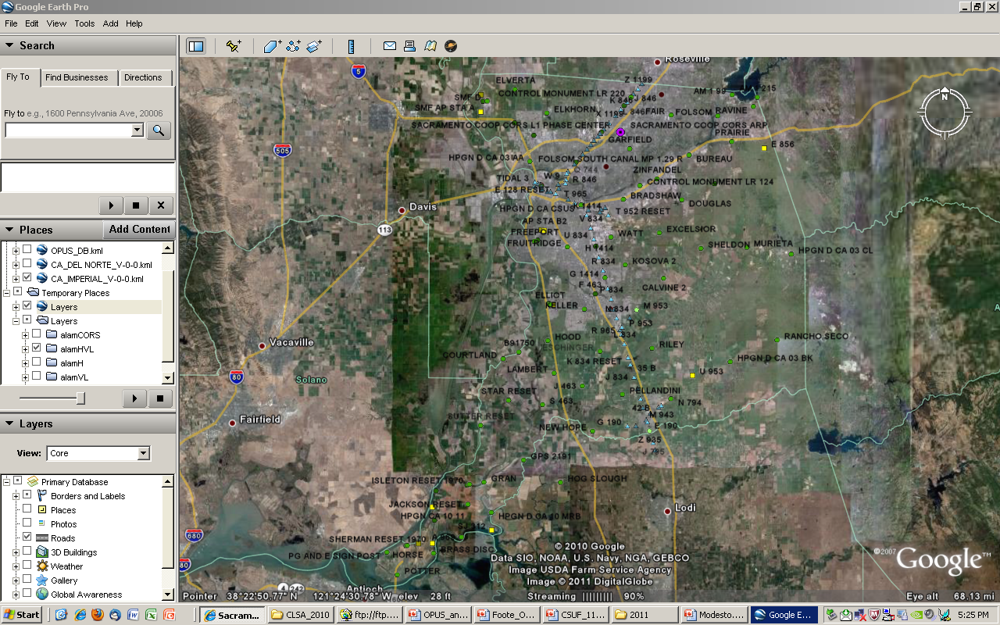 Google Earth Pro
File Edit View Tools Add Help
Search
Fly To
Find Businesses
Directions
Fly to e.g., 1600 Pennsylvania Ave, 20006
Places
Add Content
OPUS_DB.kml
CA_DEL NORTE_V-0-0.kml
CA_IMPERIAL_V-0-0.kml
Temporary Places
Layers
Layers
alamCORS
alamHVL
alamH
alamVL
Layers
View: Core
Primary Database
Borders and Labels
Places
Photos
Roads
3D Buildings
Weather
Gallery
Global Awareness
Roseville
5
Z 1199
ELVERTA
CONTROL MONUMENT LR 220
AM 1 99
215
SMF D
K 846
J 846
SMF AP STA A
ELKHORN
X 1199
L 846
FAIR
FOLSOM
RAVINE
SACRAMENTO COOP CORS L1 PHASE CENTER
SACRAMENTO COOP CORS ARP
PRAIRIE
GARFIELD
E 856
505
HPGN D CA 03 AA
FOLSOM SOUTH CANAL MP 1.29 R
BUREAU
Q 744
ZINFANDEL
TIDAL 3
W 9
R 846
CONTROL MONUMENT LR 124
E 128 RESET
T 965
BRADSHAW
DOUGLAS
Davis
HPGN D CA CSUS
K 1414
T 952 RESET
AP STA B2
V 834
113
FREEPORT
U 834
WATT
EXCELSIOR
FRUITRIDGE
H 1414
SHELDON
MURIETA
HPGN D CA 03 CL
R 834
KOSOVA 2
G 1414
F 463
P 834
CALVINE 2
ELLIOT
KELLER
M 834
M 953
P 953
R 965
L 834
HOOD
RANCHO SECO
Vacaville
B91750
ESCHINGER
RILEY
COURTLAND
K 834 RESET
HPGN D CA 03 BK
LAMBERT
35 B
U 953
80
Solano
J 834
J 463
PELLANDINI
STAR RESET
S 463
N 794
42 B
M 943
Fairfield
SUTTER RESET
G 190
E 190
NEW HOPE
Z 935
J 795
GPS 2191
ISLETON RESET 1970
GRAN
HOG SLOUGH
JACKSON RESET
Lodi
HPGN CA 10 11
HPGN D CA 10 MRB
680
SHERMAN RESET 1970
BRASS DISC
PG AND E SIGN POST
HORSE
80
POTTER
4
242
Antioch
© 2010 Google
Data SIO, NOAA, U.S. Navy, NGA, GEBCO
Image USDA Farm Service Agency
Image © 2011 DigitalGlobe
©2007 Google™
N
Pointer 38°22'50.77" N 121°24'30.78" W elev 28 ft
Streaming ||||||||| 90%
Eye alt 68.13 mi
Start
Sacram...
CLSA_2010
ftp://ftp....
OPUS_an...
Foote_O...
CSUF_11...
2011
Modesto....
Google E...
5:25 PM